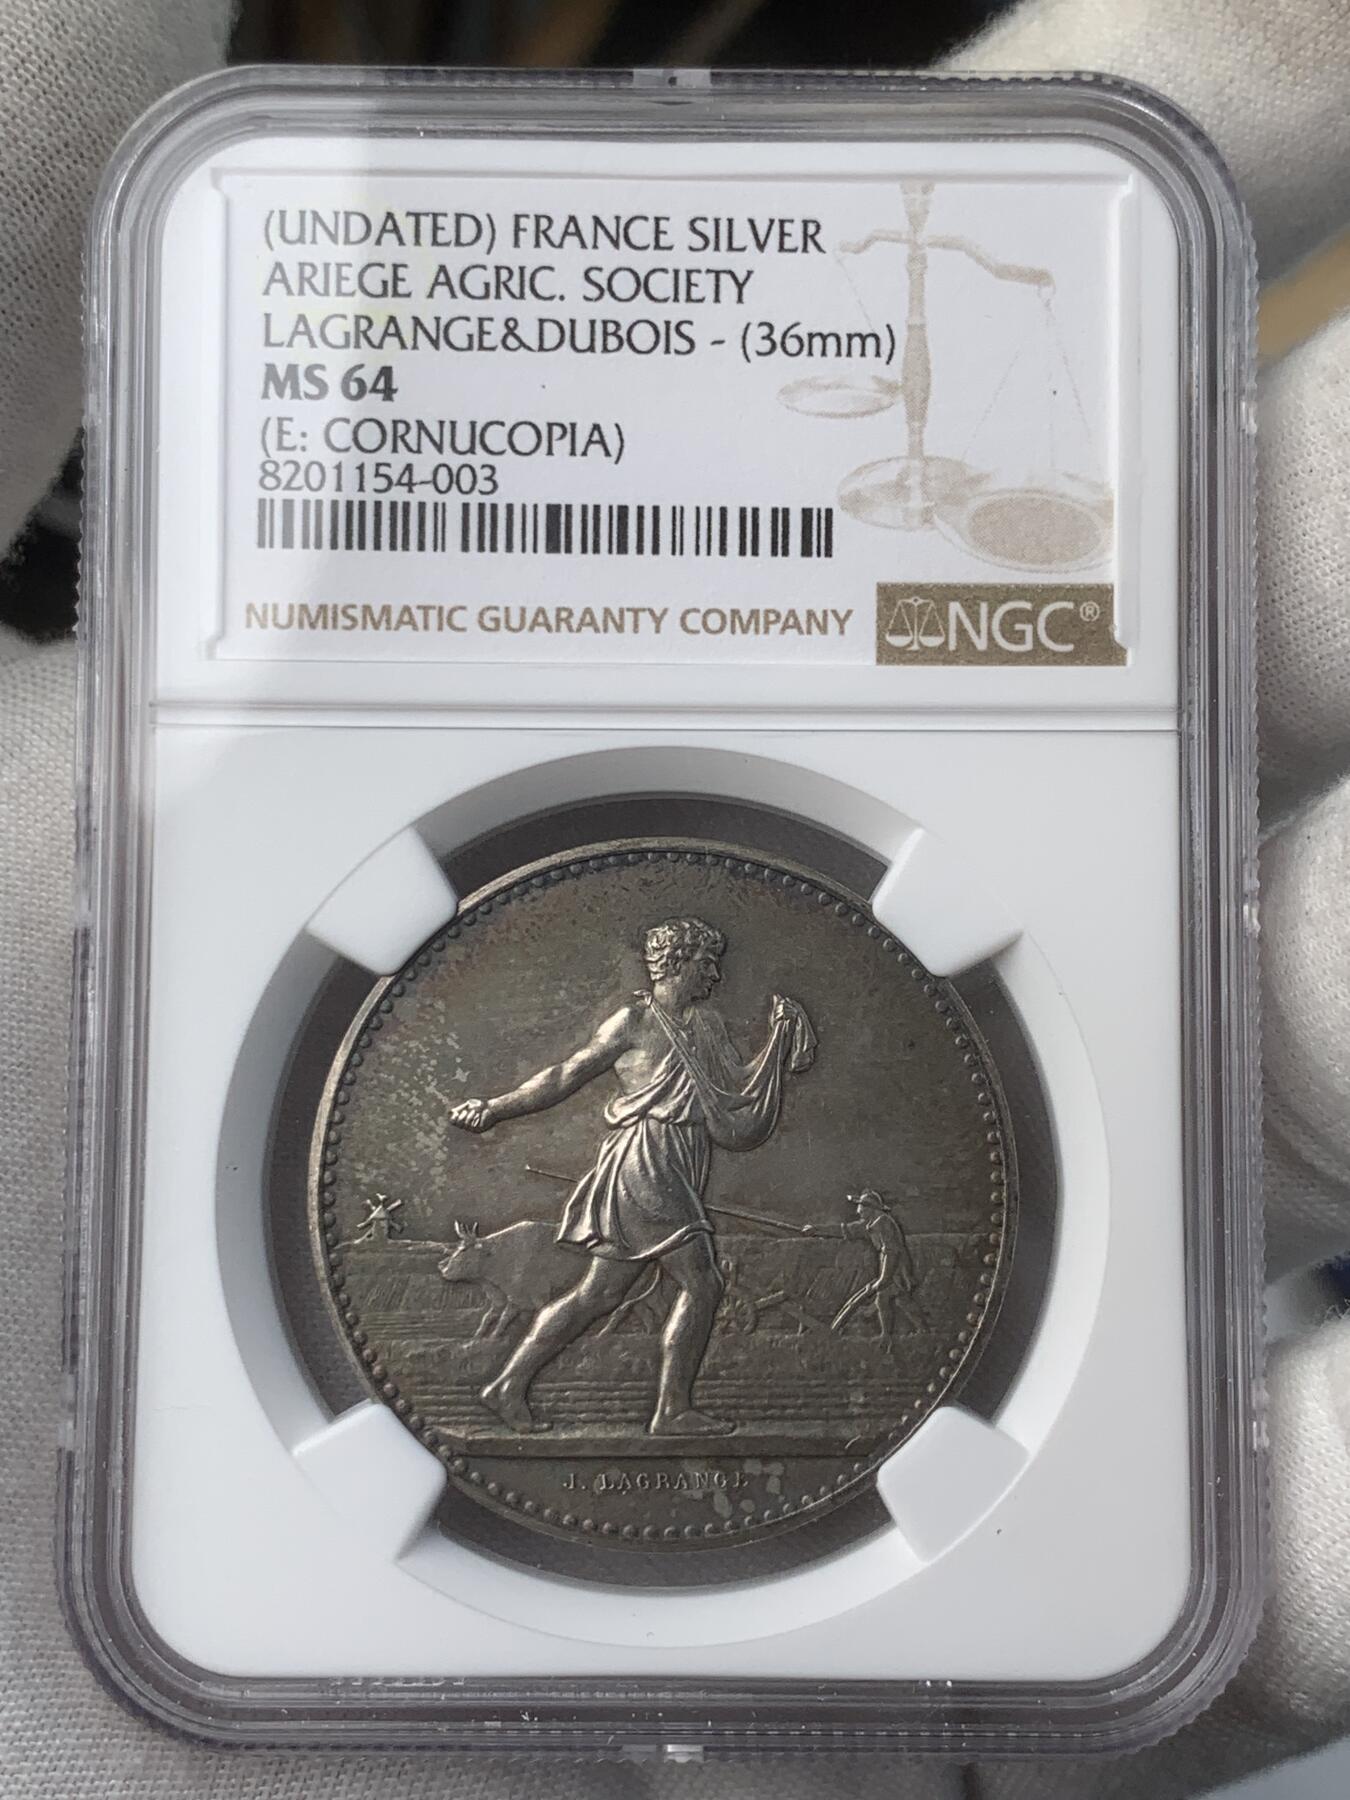 (UNDATED) FRANCE SILVER
ARIEGE AGRIC. SOCIETY
LAGRANGE&DUBOIS - (36mm)
MS 64
(E: CORNUCOPIA)
8201154-003
NUMISMATIC GUARANTY COMPANY NGC®
J. LAGRANGE